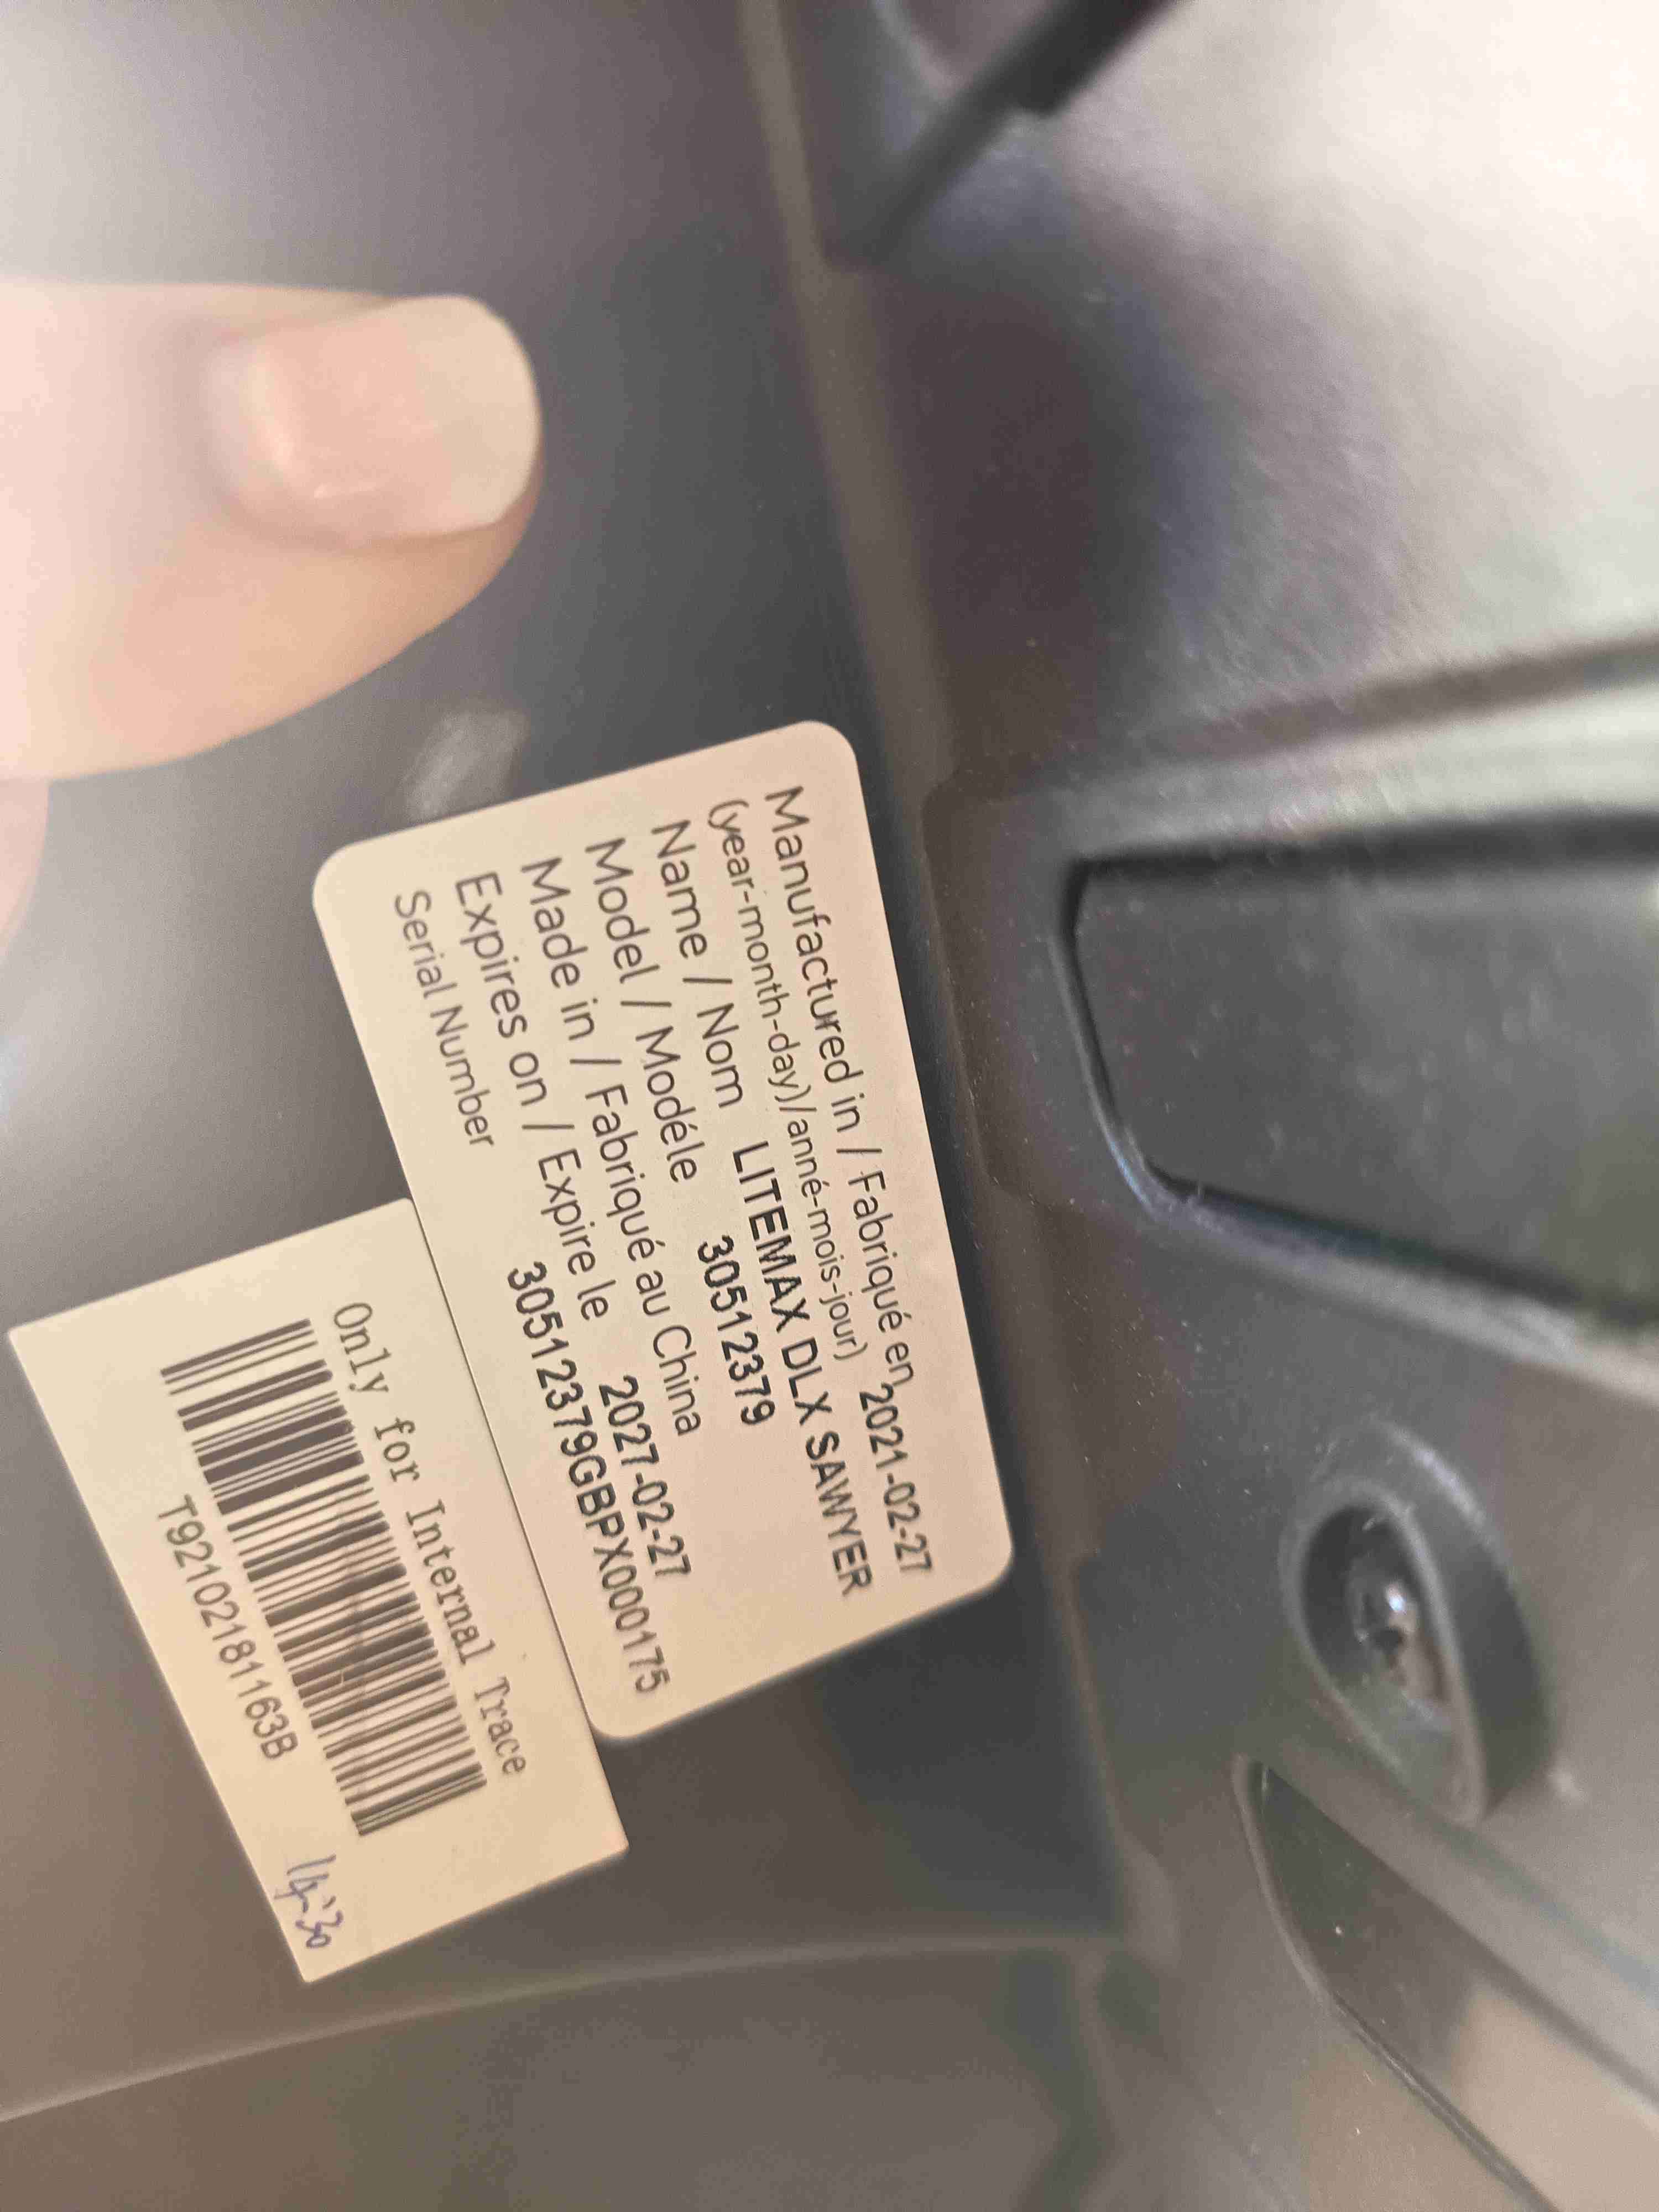 Manufactured in / Fabriqué en 2021-02-27
(year-month-day)/anné-mois-jour)
Name / Nom LITEMAX DLX SAWYER
Model / Modéle 30512379
Made in / Fabriqué au China
Expires on / Expire le 2027-02-27
Serial Number 30512379GBPX000175
Only for Internal Trace
T92102181163B
14:30